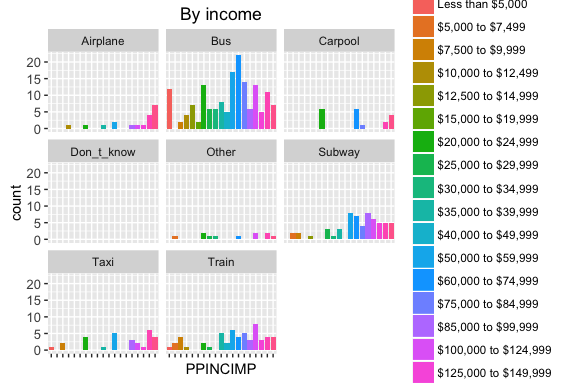 By income
Airplane
Bus
Carpool
20
15
10
5
0
Don_t_know
Other
Subway
20
15
10
5
0
Taxi
Train
20
15
10
5
0
count
PPINCIMP
Less than $5,000
$5,000 to $7,499
$7,500 to $9,999
$10,000 to $12,499
$12,500 to $14,999
$15,000 to $19,999
$20,000 to $24,999
$25,000 to $29,999
$30,000 to $34,999
$35,000 to $39,999
$40,000 to $49,999
$50,000 to $59,999
$60,000 to $74,999
$75,000 to $84,999
$85,000 to $99,999
$100,000 to $124,999
$125,000 to $149,999